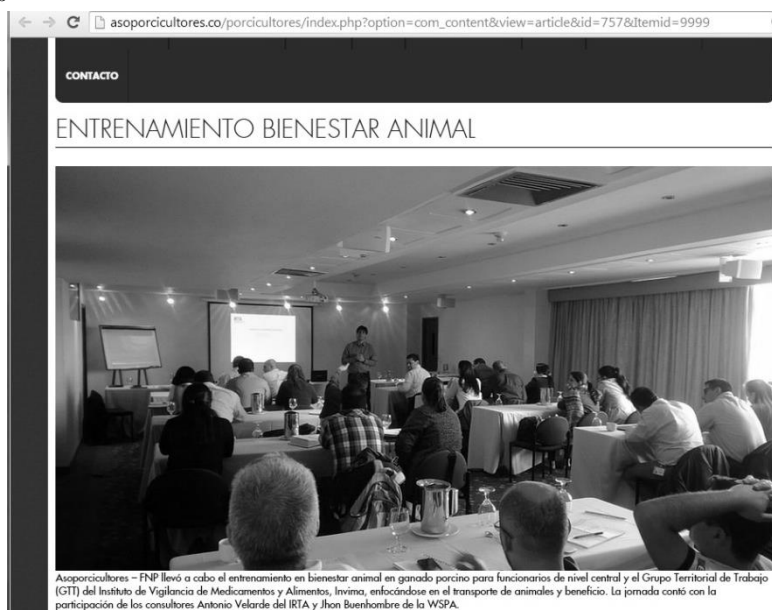 asoporcicultores.co/porcicultores/index.php?option=com_content&view=article&id=757&Itemid=9999
CONTACTO
ENTRENAMIENTO BIENESTAR ANIMAL
Asoporcicultores – FNP llevó a cabo el entrenamiento en bienestar animal en ganado porcino para funcionarios de nivel central y el Grupo Territorial de Trabajo
(GTT) del Instituto de Vigilancia de Medicamentos y Alimentos, Invima, enfocándose en el transporte de animales y beneficio. La jornada contó con la
participación de los consultores Antonio Velarde del IRTA y Jhon Buenhombre de la WSPA.